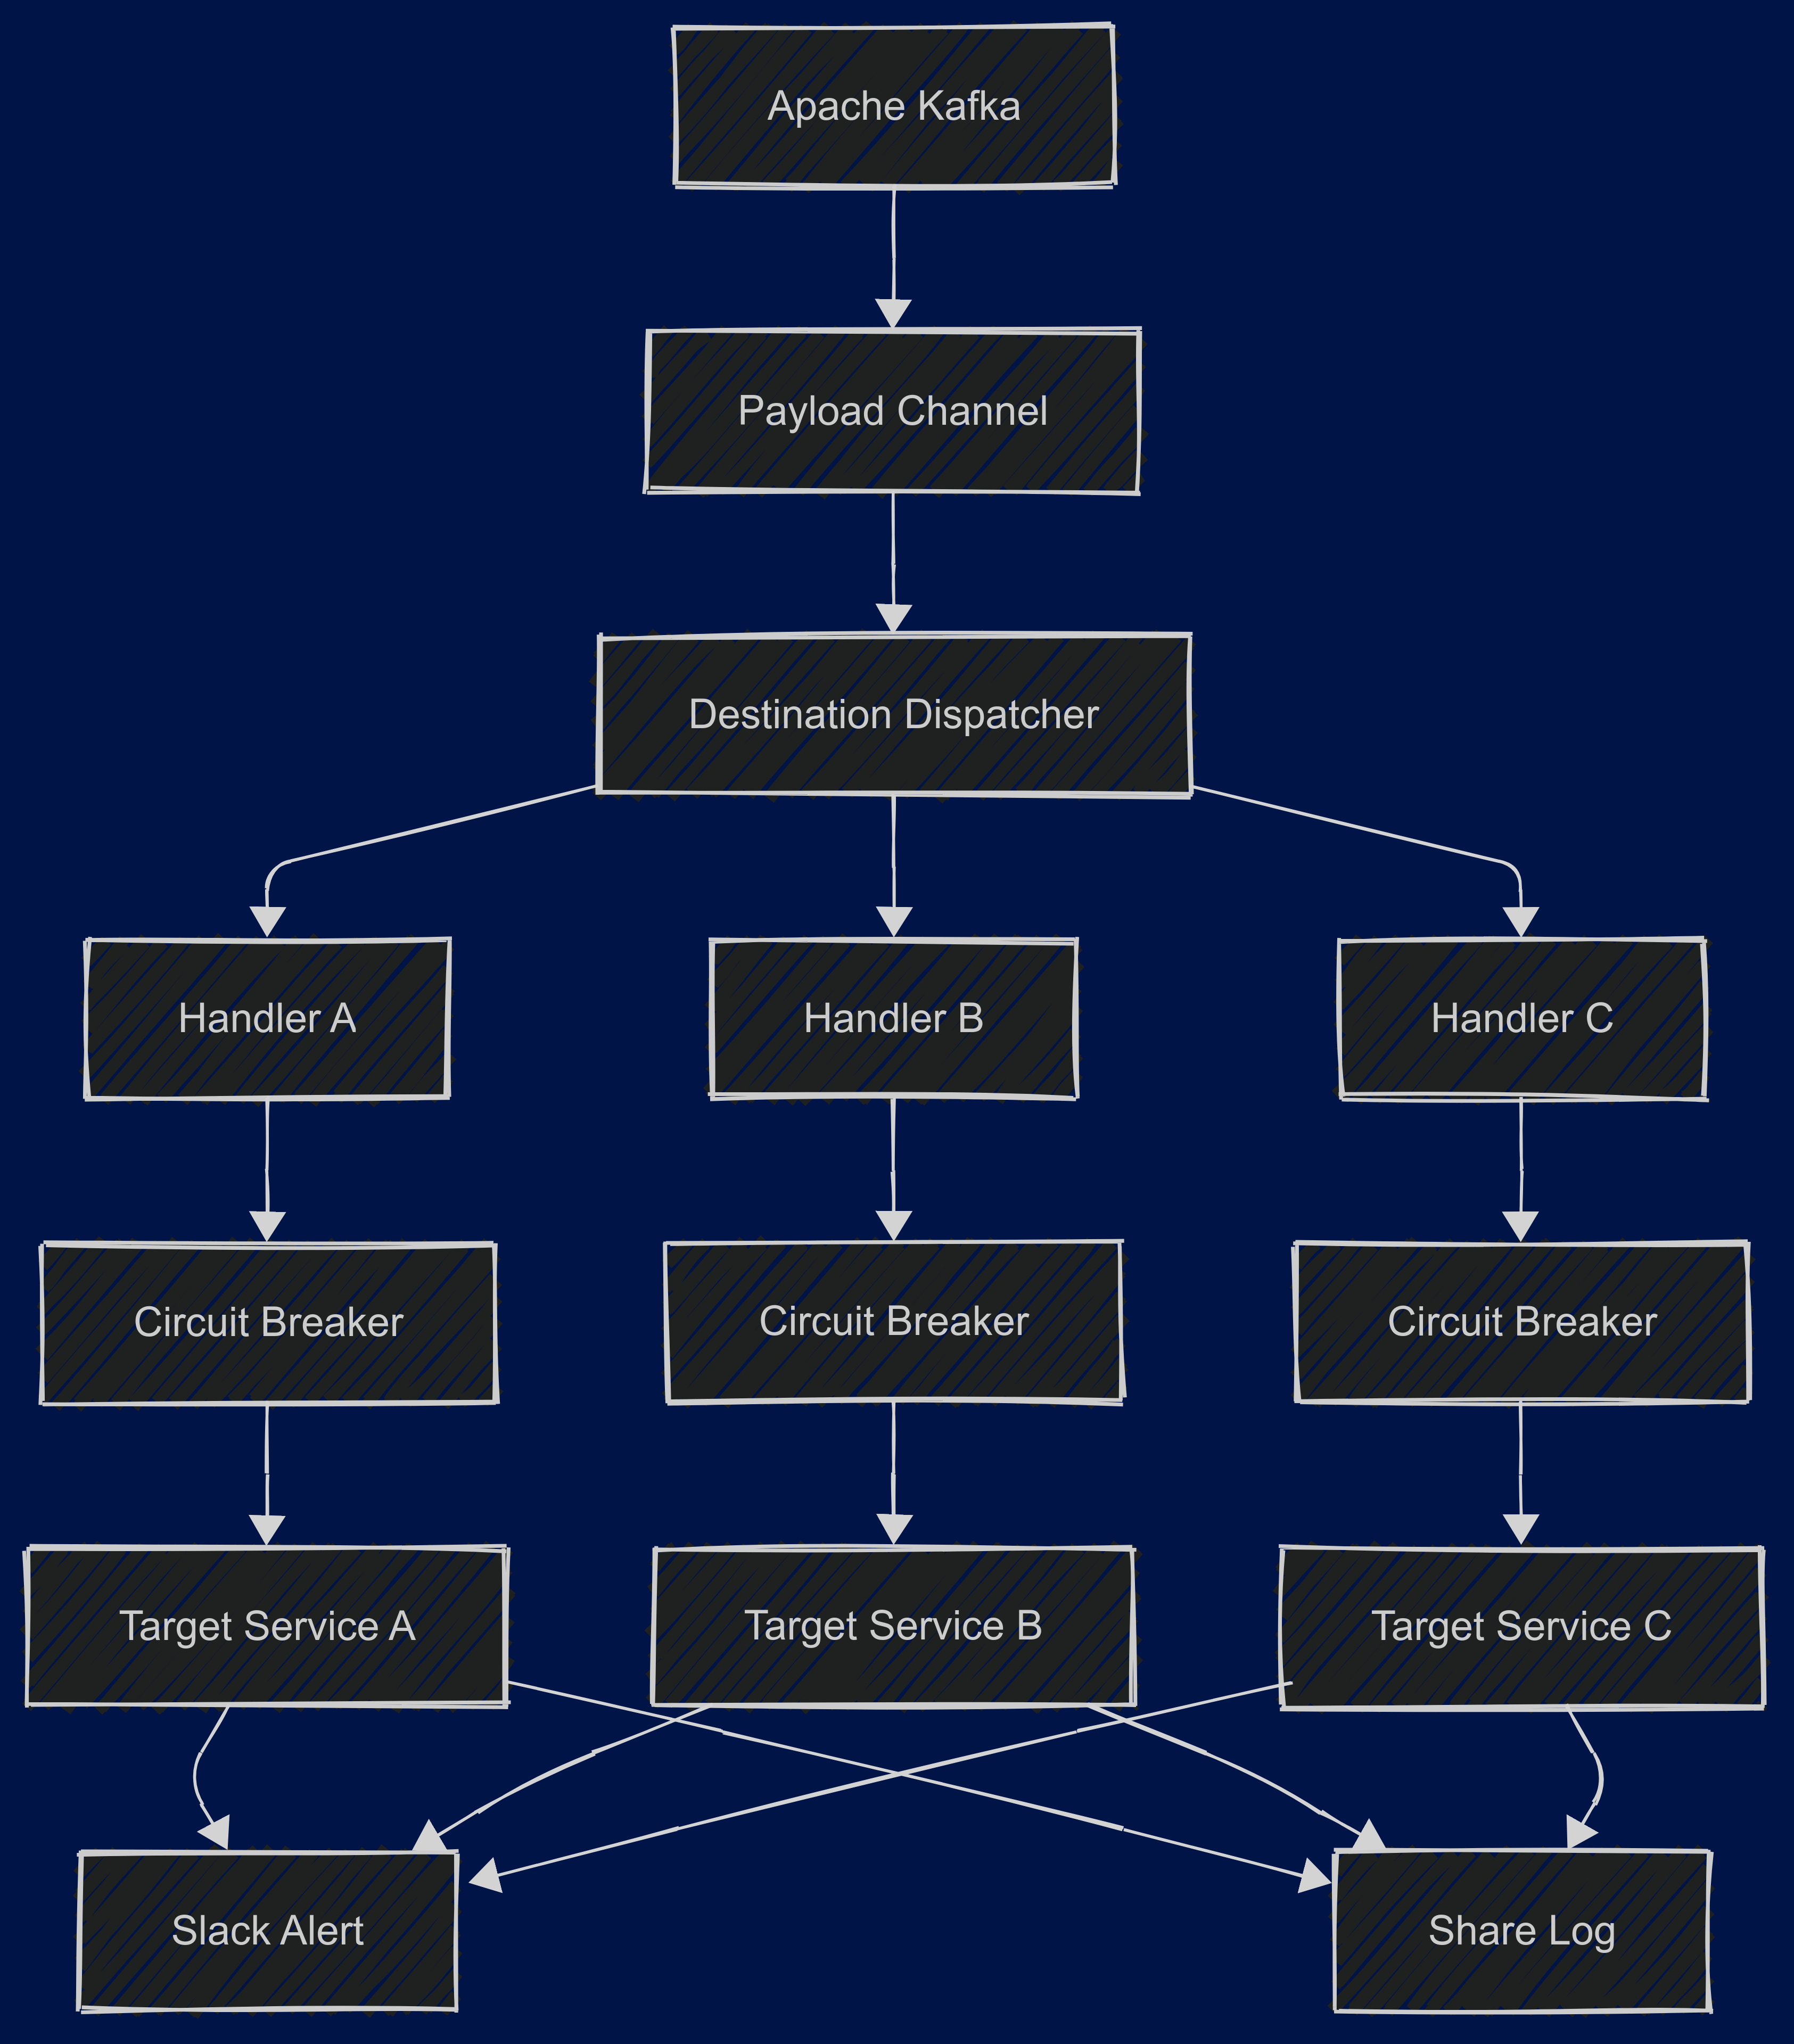 Apache Kafka
Payload Channel
Destination Dispatcher
Handler A
Handler B
Handler C
Circuit Breaker
Circuit Breaker
Circuit Breaker
Target Service A
Target Service B
Target Service C
Slack Alert
Share Log